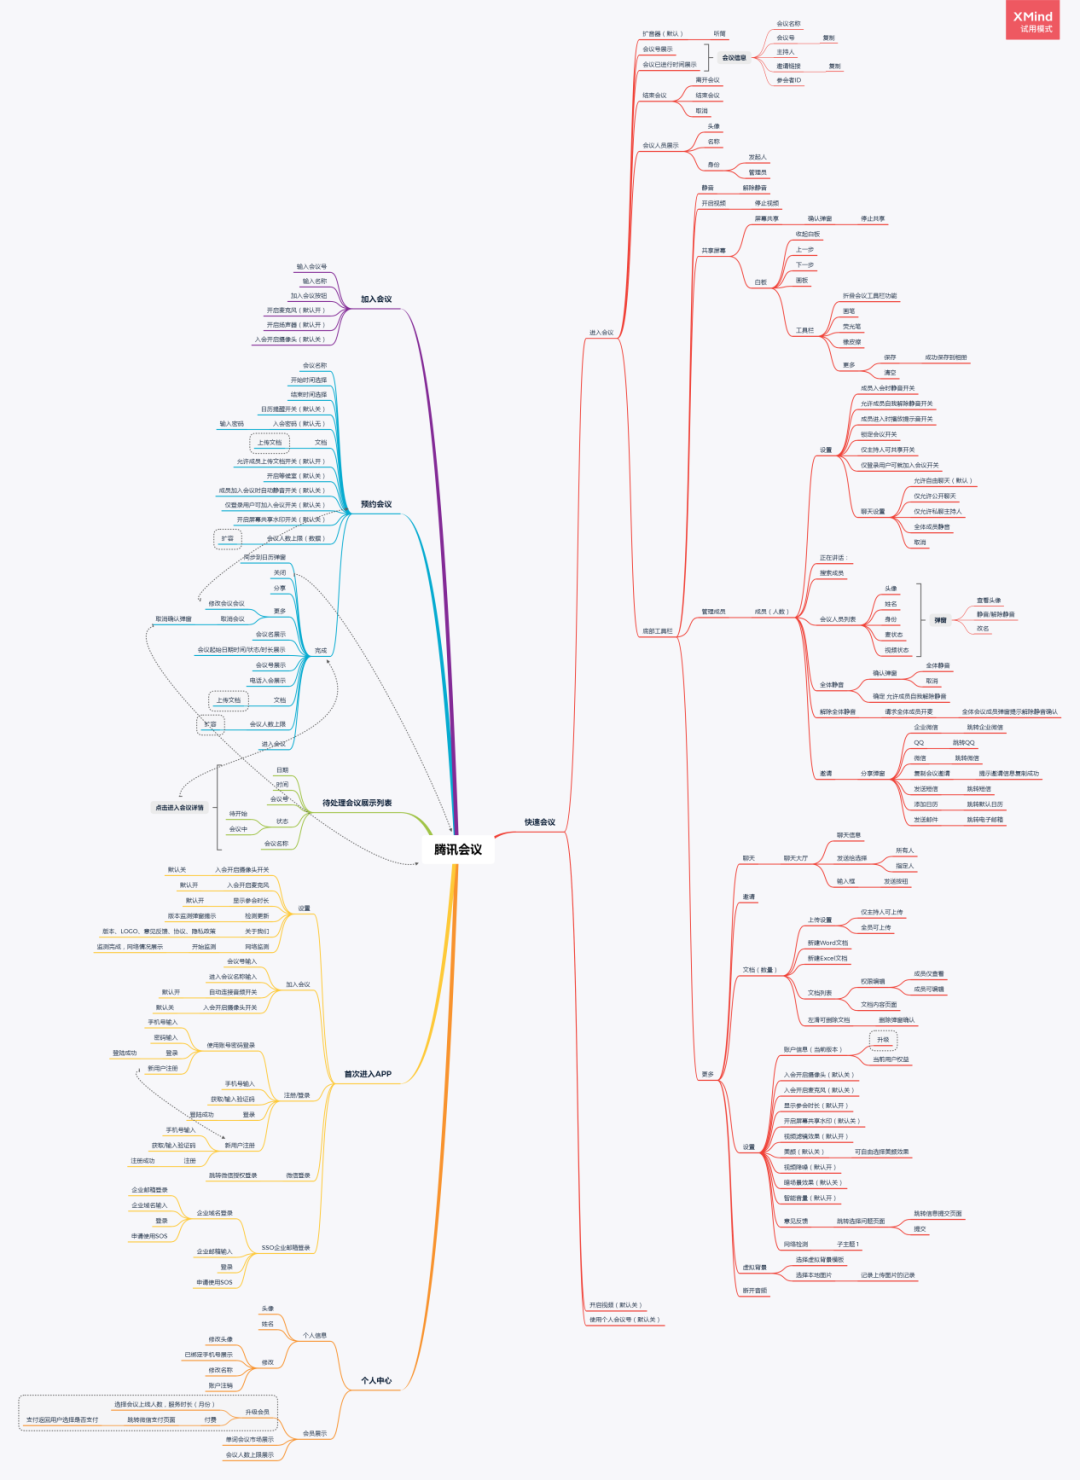 XMind
试用模式
腾讯会议
加入会议
输入会议号
输入名称
加入会议按钮
开启麦克风（默认开）
开启扬声器（默认开）
入会开启摄像头（默认关）
预约会议
会议名称
开始时间选择
结束时间选择
日历提醒开关（默认关）
输入密码 入会密码（默认无）
上传文档 文档
允许成员上传文档开关（默认开）
开启等候室（默认关）
成员加入会议时自动静音开关（默认关）
仅登录用户可加入会议开关（默认关）
开启屏幕共享水印开关（默认关）
扩容 会议人数上限（数额）
完成
同步到日历弹窗
关闭
分享
更多
修改会议会议
取消确认弹窗 取消会议
会议名展示
会议起始日期时间/状态/时长展示
会议号展示
电话入会展示
上传文档 文档
扩容 会议人数上限
进入会议
待处理会议展示列表
点击进入会议详情
日期
时间
会议号
状态
待开始
会议中
会议名称
首次进入APP
设置
默认关 入会开启摄像头开关
默认开 入会开启麦克风
默认开 显示参会时长
版本监测弹窗提示 检测更新
版本、LOGO、意见反馈、协议、隐私政策 关于我们
监测完成，网络情况展示 开始监测 网络监测
加入会议
会议号输入
进入会议名称输入
默认开 自动连接音频开关
默认关 入会开启摄像头开关
注册/登录
使用账号密码登录
手机号输入
密码输入
登陆成功 登录
新用户注册
手机号输入
获取/输入验证码
登陆成功 登录
新用户注册
手机号输入
获取/输入验证码
注册成功 注册
跳转微信授权登录 微信登录
SSO企业邮箱登录
企业域名登录
企业邮箱登录
企业域名输入
登录
申请使用SOS
企业邮箱输入
登录
申请使用SOS
个人中心
个人信息
头像
姓名
修改
修改头像
已绑定手机号展示
修改名称
账户注销
会员展示
升级会员
选择会议上线人数，服务时长（月份）
支付返回用户选择是否支付 跳转微信支付页面 付费
单词会议市场展示
会议人数上限展示
快速会议
进入会议
扩音器（默认） 听筒
会议号展示
会议已进行时间展示
会议信息
会议名称
会议号 复制
主持人
邀请链接 复制
参会者ID
结束会议
离开会议
结束会议
取消
会议人员展示
头像
名称
身份
发起人
管理员
底部工具栏
静音 解除静音
开启视频 停止视频
共享屏幕
屏幕共享 确认弹窗 停止共享
白板
收起白板
上一步
下一步
画板
工具栏
折叠会议工具栏功能
画笔
荧光笔
橡皮擦
更多
保存 成功保存到相册
清空
管理成员 成员（人数）
设置
成员入会时静音开关
允许成员自我解除静音开关
成员进入时播放提示音开关
锁定会议开关
仅主持人可共享开关
仅登录用户可被加入会议开关
聊天设置
允许自由聊天（默认）
仅允许公开聊天
仅允许私聊主持人
全体成员静音
取消
正在讲话：
搜索成员
会议人员列表
头像
姓名
身份
麦状态
视频状态
弹窗
查看头像
静音/解除静音
改名
全体静音
确认弹窗
全体静音
取消
确定 允许成员自我解除静音
解除全体静音 请求全体成员开麦 全体会议成员弹窗提示解除静音确认
邀请 分享弹窗
企业微信 跳转企业微信
QQ 跳转QQ
微信 跳转微信
复制会议邀请 提示邀请信息复制成功
发送短信 跳转短信
添加日历 跳转默认日历
发送邮件 跳转电子邮箱
更多
聊天 聊天大厅
聊天信息
发送给选择
所有人
指定人
输入框 发送按钮
邀请
文档（数量）
上传设置
仅主持人可上传
全员可上传
新建Word文档
新建Excel文档
文档列表
权限编辑
成员仅查看
成员可编辑
文档内容页面
左滑可删除文档 删除弹窗确认
设置
账户信息（当前版本）
升级
当前用户权益
入会开启摄像头（默认关）
入会开启麦克风（默认关）
显示参会时长（默认开）
开启屏幕共享水印（默认关）
视频滤镜效果（默认开）
美颜（默认关） 可自由选择美颜效果
视频降噪（默认开）
暗场景效果（默认关）
智能音量（默认开）
意见反馈 跳转选择问题页面
跳转信息提交页面
提交
网络检测 子主题 1
虚拟背景
选择虚拟背景模板
选择本地图片 记录上传图片的记录
断开音频
开启视频（默认关）
使用个人会议号（默认关）